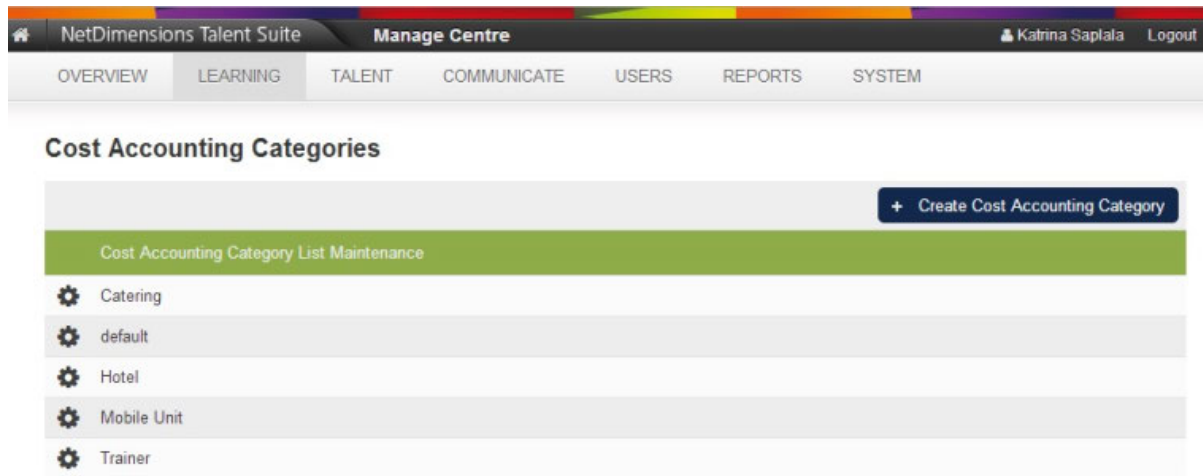 NetDimensions Talent Suite Manage Centre Katrina Saplala Logout
OVERVIEW LEARNING TALENT COMMUNICATE USERS REPORTS SYSTEM
Cost Accounting Categories
+ Create Cost Accounting Category
Cost Accounting Category List Maintenance
Catering
default
Hotel
Mobile Unit
Trainer